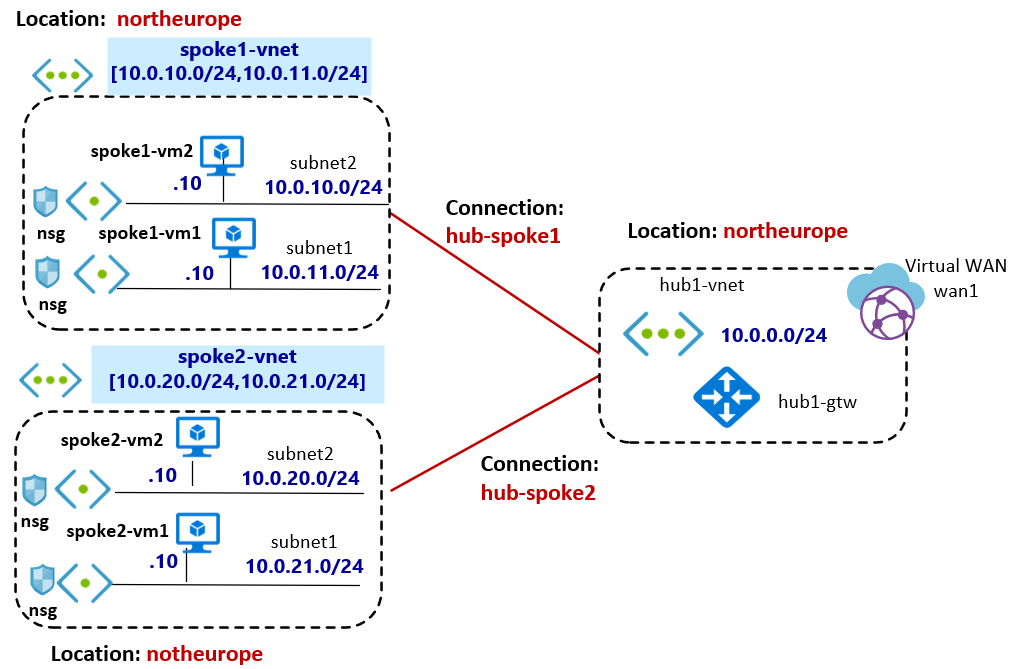 Location: northeurope
spoke1-vnet
[10.0.10.0/24,10.0.11.0/24]
spoke1-vm2
subnet2
.10
10.0.10.0/24
nsg
spoke1-vm1
subnet1
.10
10.0.11.0/24
nsg
Connection:
hub-spoke1
Location: northeurope
Virtual WAN
wan1
hub1-vnet
10.0.0.0/24
hub1-gtw
spoke2-vnet
[10.0.20.0/24,10.0.21.0/24]
spoke2-vm2
subnet2
.10
10.0.20.0/24
nsg
spoke2-vm1
subnet1
.10
10.0.21.0/24
nsg
Connection:
hub-spoke2
Location: notheurope